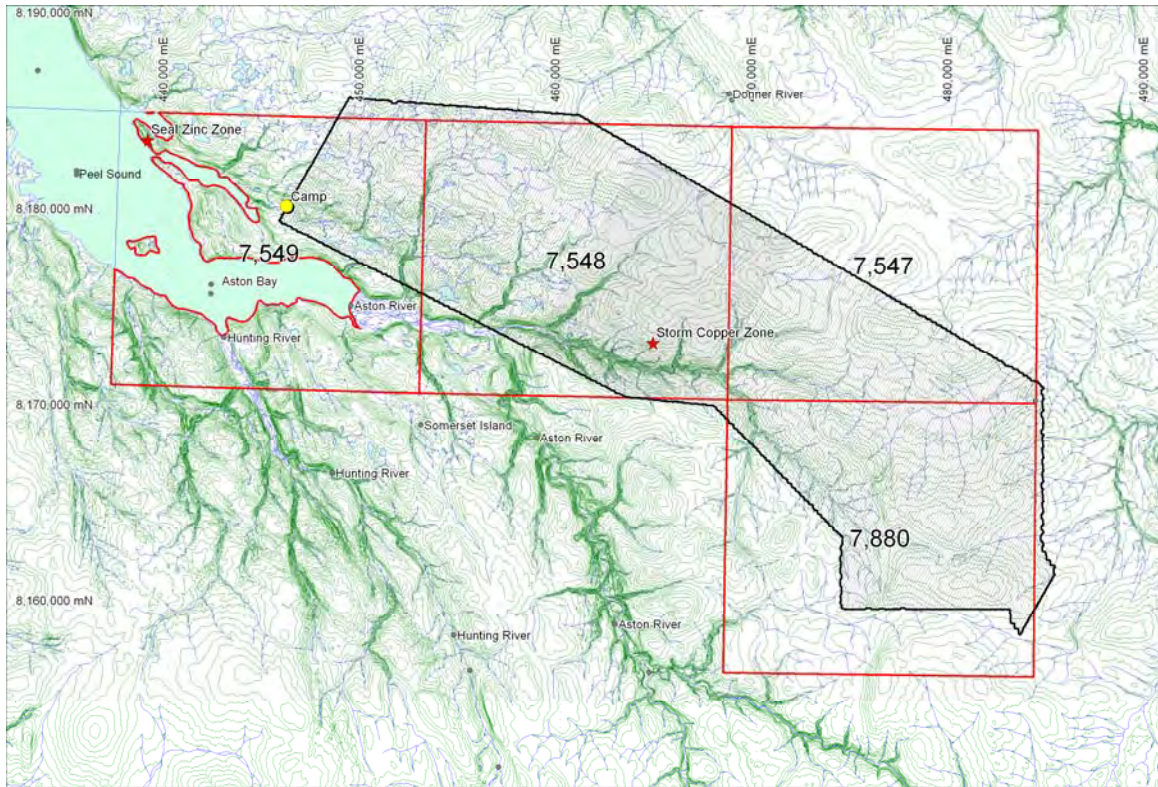 8,190,000 mN
440,000 mE
450,000 mE
460,000 mE
470,000 mE
480,000 mE
490,000 mE
Donner River
Seal Zinc Zone
Peel Sound
Camp
8,180,000 mN
7,549
7,548
7,547
Aston Bay
Aston River
Hunting River
Storm Copper Zone
8,170,000 mN
Somerset Island
Aston River
Hunting River
7,880
8,160,000 mN
Aston River
Hunting River